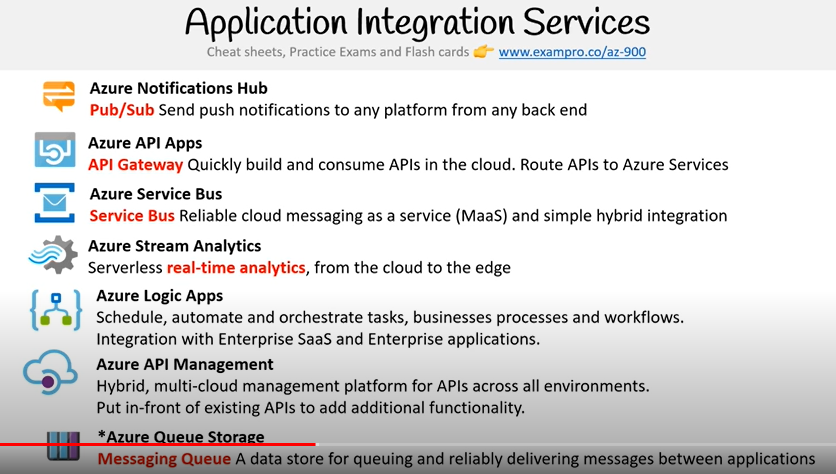 Application Integration Services
Cheat sheets, Practice Exams and Flash cards 👉 www.exampro.co/az-900
Azure Notifications Hub
Pub/Sub Send push notifications to any platform from any back end
Azure API Apps
API Gateway Quickly build and consume APIs in the cloud. Route APIs to Azure Services
Azure Service Bus
Service Bus Reliable cloud messaging as a service (MaaS) and simple hybrid integration
Azure Stream Analytics
Serverless real-time analytics, from the cloud to the edge
Azure Logic Apps
Schedule, automate and orchestrate tasks, businesses processes and workflows.
Integration with Enterprise SaaS and Enterprise applications.
Azure API Management
Hybrid, multi-cloud management platform for APIs across all environments.
Put in-front of existing APIs to add additional functionality.
*Azure Queue Storage
Messaging Queue A data store for queuing and reliably delivering messages between applications